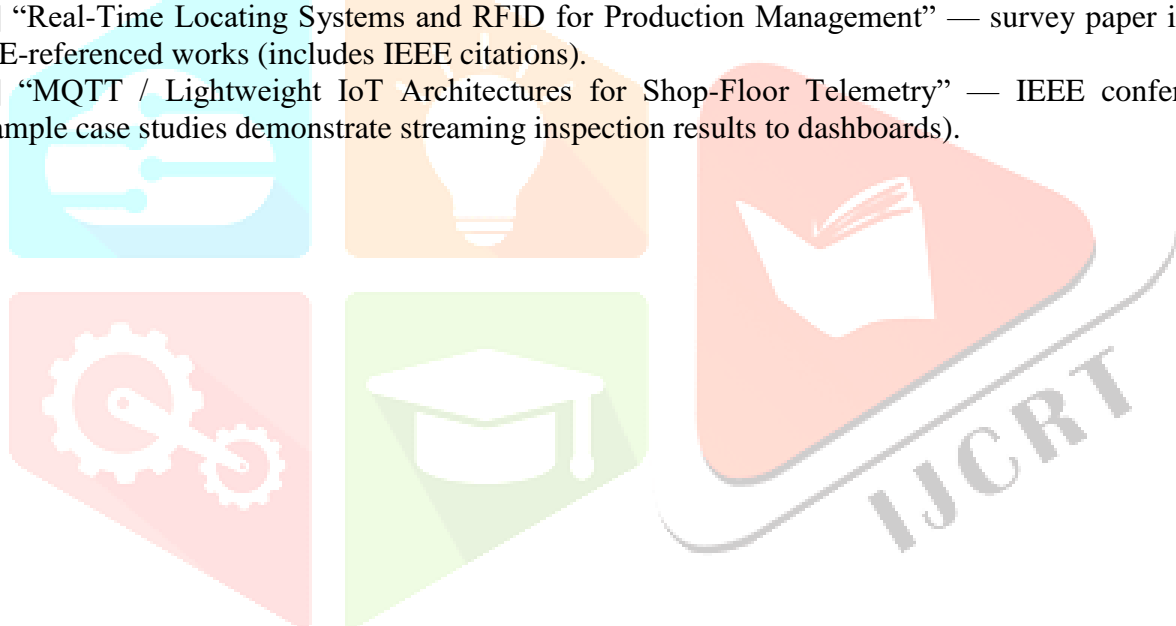 “Real-Time Locating Systems and RFID for Production Management” — survey paper i
E-referenced works (includes IEEE citations).
“MQTT / Lightweight IoT Architectures for Shop-Floor Telemetry” — IEEE confer
ample case studies demonstrate streaming inspection results to dashboards).
IJCRT